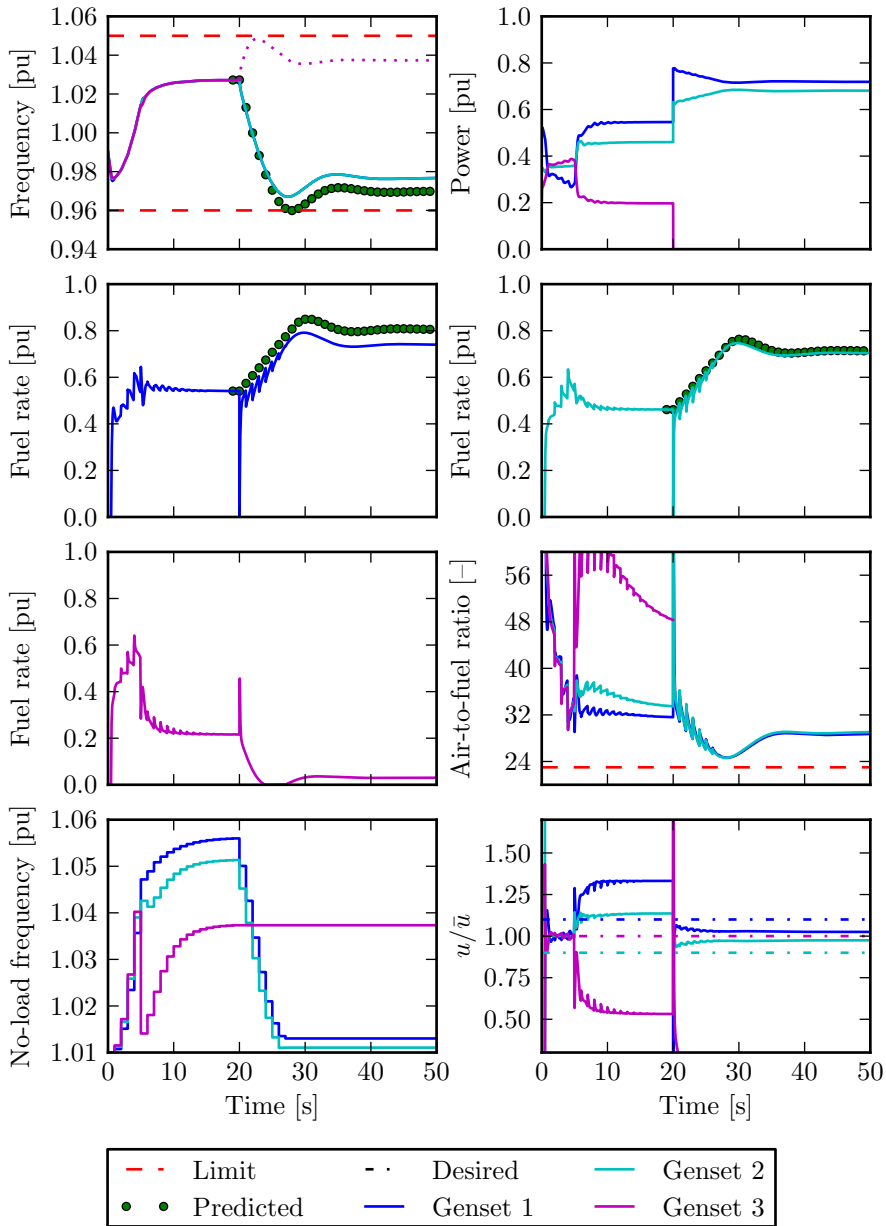 1.06
1.04
1.02
1.00
0.98
0.96
0.94
Frequency [pu]
0 10 20 30 40 50
1.0
0.8
0.6
0.4
0.2
0.0
Power [pu]
1.0
0.8
0.6
0.4
0.2
0.0
Fuel rate [pu]
1.0
0.8
0.6
0.4
0.2
0.0
Fuel rate [pu]
1.0
0.8
0.6
0.4
0.2
0.0
Fuel rate [pu]
56
48
40
32
24
Air-to-fuel ratio [–]
1.06
1.05
1.04
1.03
1.02
1.01
No-load frequency [pu]
0 10 20 30 40 50
Time [s]
1.50
1.25
1.00
0.75
0.50
u/ū
0 10 20 30 40 50
Time [s]
Limit
Desired
Genset 2
Predicted
Genset 1
Genset 3